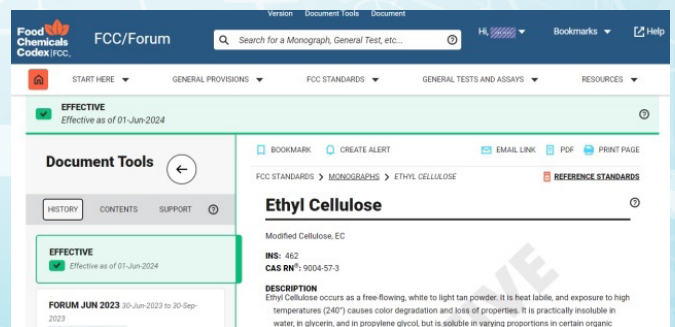 Version Document Tools Document
Food
Chemicals
Codex|FCC,
FCC/Forum
Search for a Monograph, General Test, etc...
Hi,
Bookmarks
Help
START HERE
GENERAL PROVISIONS
FCC STANDARDS
GENERAL TESTS AND ASSAYS
RESOURCES
EFFECTIVE
Effective as of 01-Jun-2024
Document Tools
HISTORY CONTENTS SUPPORT
EFFECTIVE
Effective as of 01-Jun-2024
FORUM JUN 2023 30-Jun-2023 to 30-Sep-
2023
BOOKMARK CREATE ALERT EMAIL LINK PDF PRINT PAGE
FCC STANDARDS > MONOGRAPHS > ETHYL CELLULOSE REFERENCE STANDARDS
Ethyl Cellulose
Modified Cellulose, EC
INS: 462
CAS RN®: 9004-57-3
DESCRIPTION
Ethyl Cellulose occurs as a free-flowing, white to light tan powder. It is heat labile, and exposure to high
temperatures (240°) causes color degradation and loss of properties. It is practically insoluble in
water, in glycerin, and in propylene glycol, but is soluble in varying proportions in certain organic